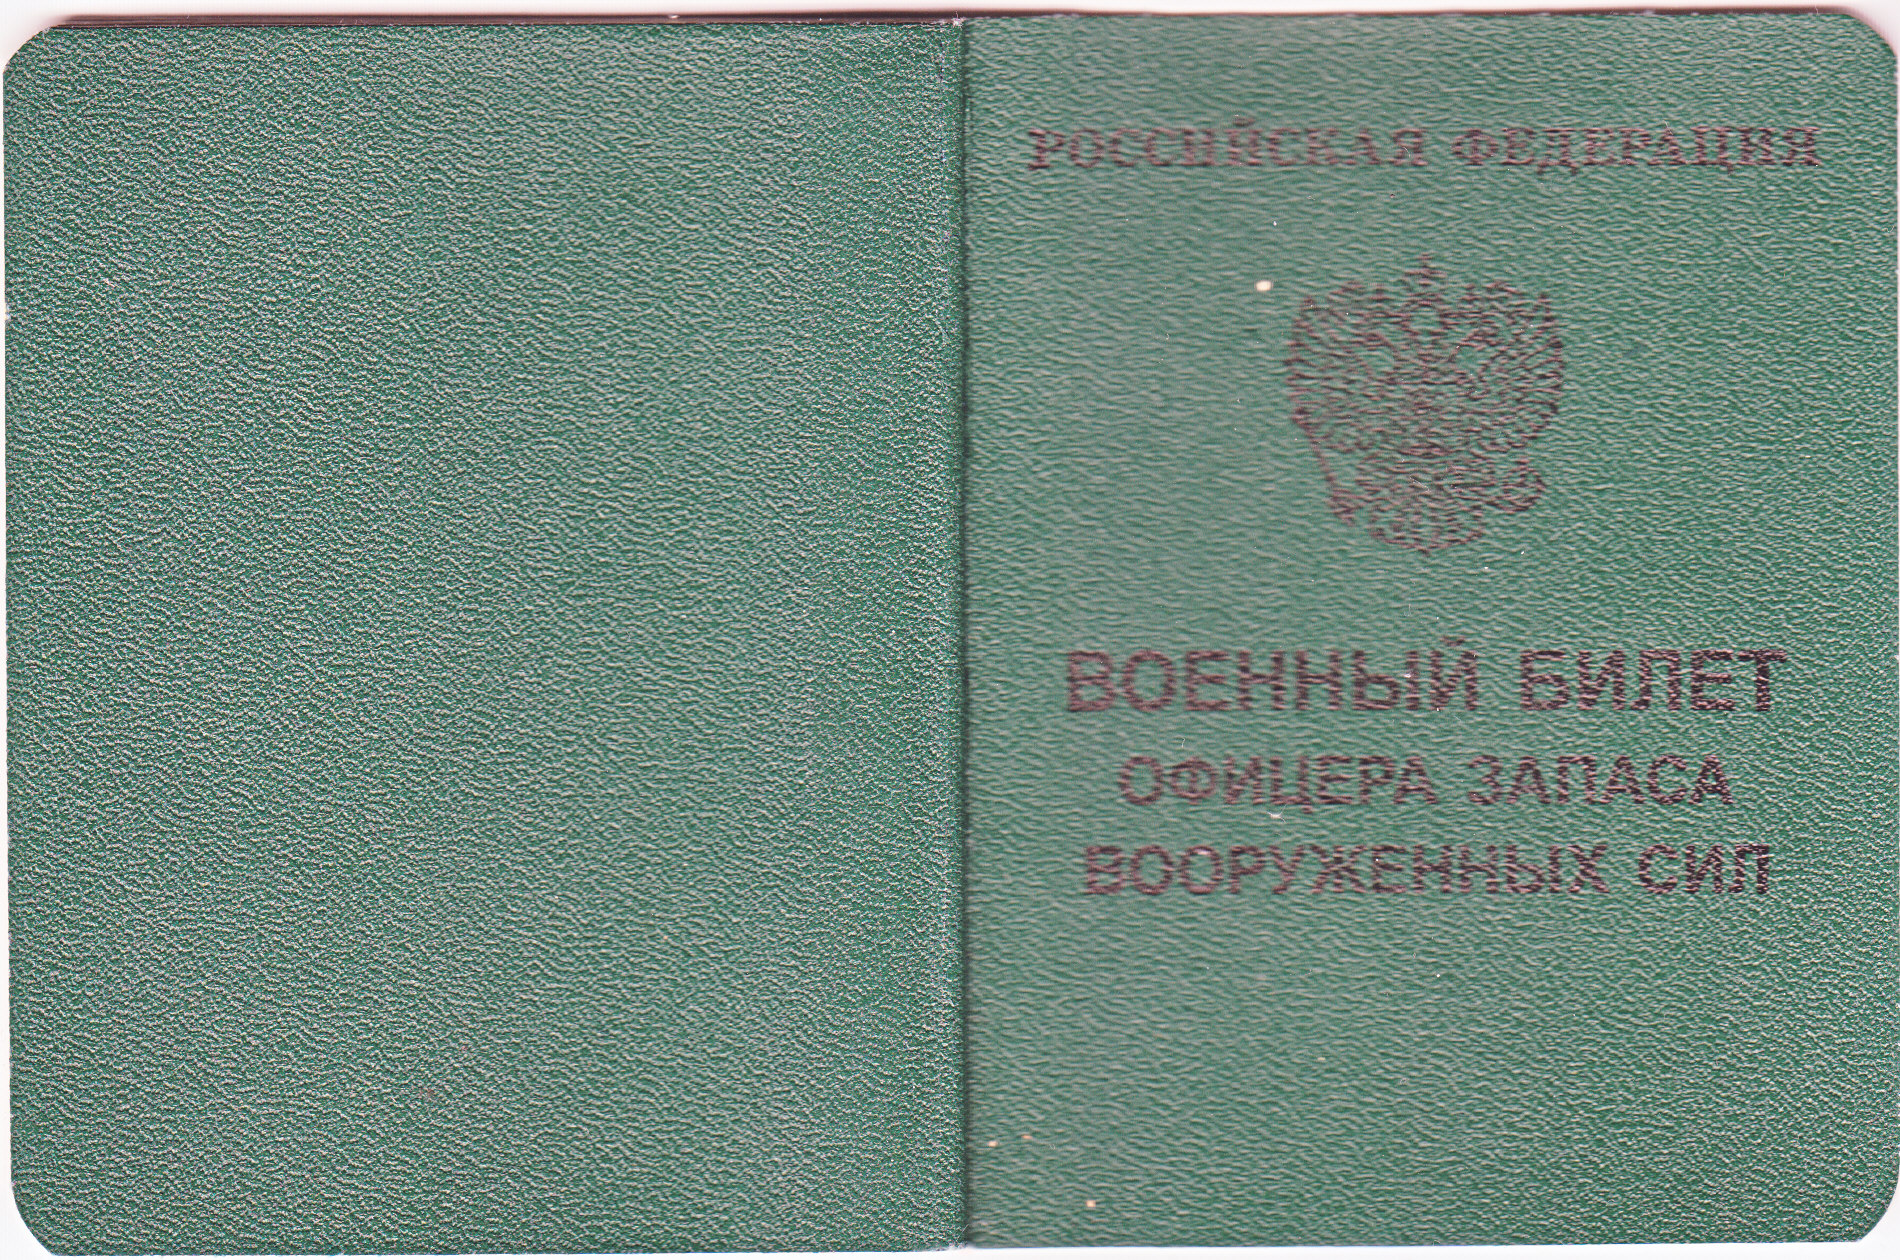 РОССИЙСКАЯ ФЕДЕРАЦИЯ
ВОЕННЫЙ БИЛЕТ
ОФИЦЕРА ЗАПАСА
ВООРУЖЕННЫХ СИЛ